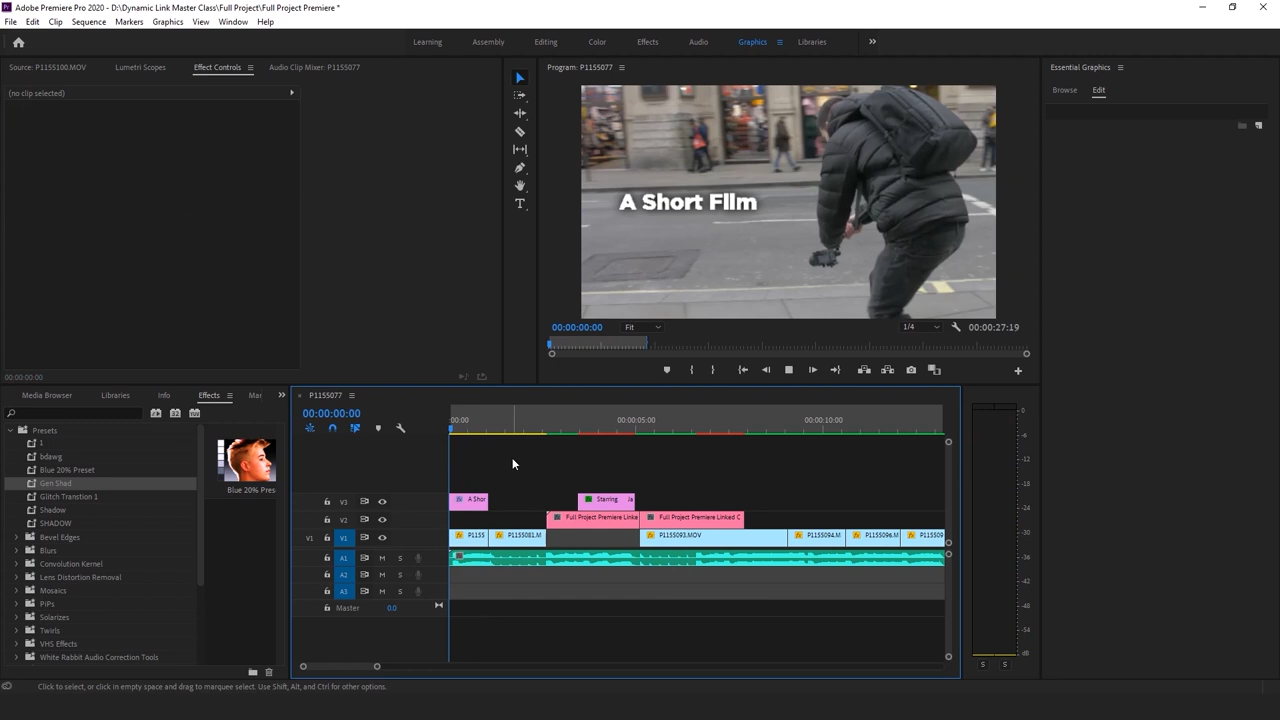 Adobe Premiere Pro 2020 - D:\Dynamic Link Master Class\Full Project\Full Project Premiere *
File Edit Clip Sequence Markers Graphics View Window Help
Learning Assembly Editing Color Effects Audio Graphics Libraries
Source: P1155100.MOV Lumetri Scopes Effect Controls Audio Clip Mixer: P1155077
Program: P1155077
Essential Graphics
(no clip selected)
Browse Edit
A Short FIlm
00:00:00:00 Fit 1/4 00:00:27:19
00:00:00:00
Media Browser Libraries Info Effects Mar
P1155077
00:00:00:00
:00:00 00:00:05:00 00:00:10:00
Presets
1
bdawg
Blue 20% Preset
Gen Shad
Glitch Transtion 1
Shadow
SHADOW
Bevel Edges
Blurs
Convolution Kernel
Lens Distortion Removal
Mosaics
PiPs
Solarizes
Twirls
VHS Effects
White Rabbit Audio Correction Tools
Blue 20% Pres
V3 A Shor Starring Ja
V2 Full Project Premiere Linke Full Project Premiere Linked C
V1 V1 P1155 P1155081.M P1155093.MOV P1155094.M P1155096.M P115509
A1 M S
A2 M S
A3 M S
Master 0.0
0
-6
-12
-18
-24
-30
-36
-42
-48
-54
dB
S S
Click to select, or click in empty space and drag to marquee select. Use Shift, Alt, and Ctrl for other options.